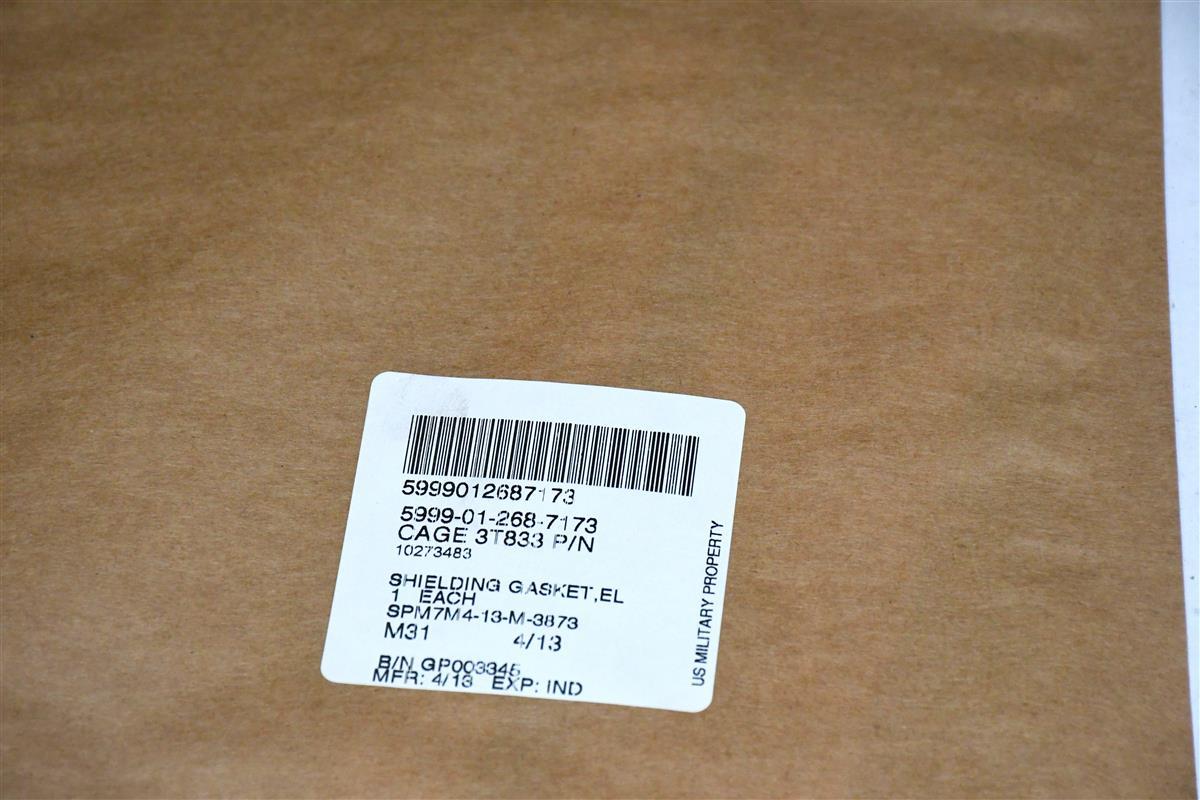 5999012687173
5999-01-268-7173
CAGE 3T833 P/N
10273483
SHIELDING GASKET,EL
1 EACH
SPM7M4-13-M-3873
M31 4/13
B/N GP003345
MFR: 4/13 EXP: IND
US MILITARY PROPERTY